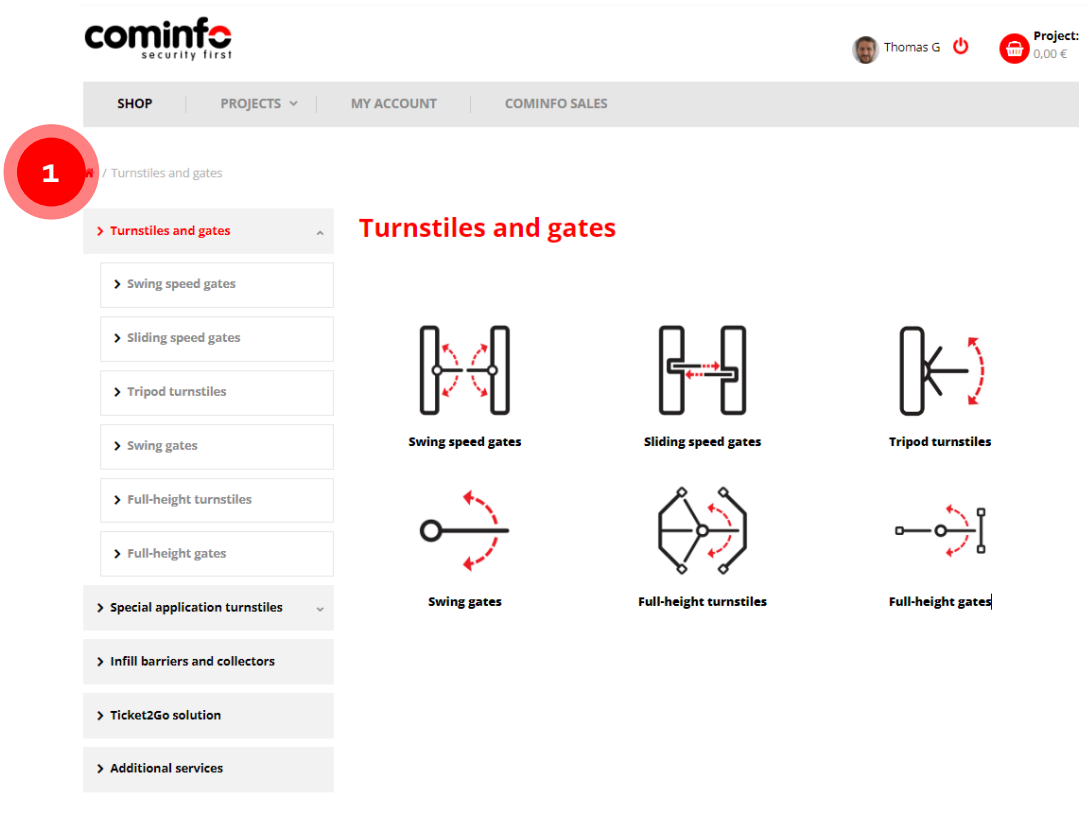 cominfo
security first
Thomas G
Project:
0,00 €
SHOP
PROJECTS
MY ACCOUNT
COMINFO SALES
1
/ Turnstiles and gates
Turnstiles and gates
Swing speed gates
Sliding speed gates
Tripod turnstiles
Swing gates
Full-height turnstiles
Full-height gates
Special application turnstiles
Infill barriers and collectors
Ticket2Go solution
Additional services
Turnstiles and gates
Swing speed gates
Sliding speed gates
Tripod turnstiles
Swing gates
Full-height turnstiles
Full-height gates